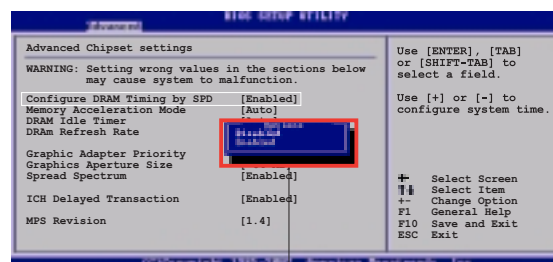 BIOS SETUP UTILITY
Advanced
Advanced Chipset settings
WARNING: Setting wrong values in the sections below
may cause system to malfunction.
Configure DRAM Timing by SPD [Enabled]
Memory Acceleration Mode [Auto]
DRAM Idle Timer
DRAm Refresh Rate
Options
Disabled
Enabled
Graphic Adapter Priority
Graphics Aperture Size
Spread Spectrum [Enabled]
ICH Delayed Transaction [Enabled]
MPS Revision [1.4]
Use [ENTER], [TAB]
or [SHIFT-TAB] to
select a field.
Use [+] or [-] to
configure system time.
Select Screen
Select Item
+- Change Option
F1 General Help
F10 Save and Exit
ESC Exit